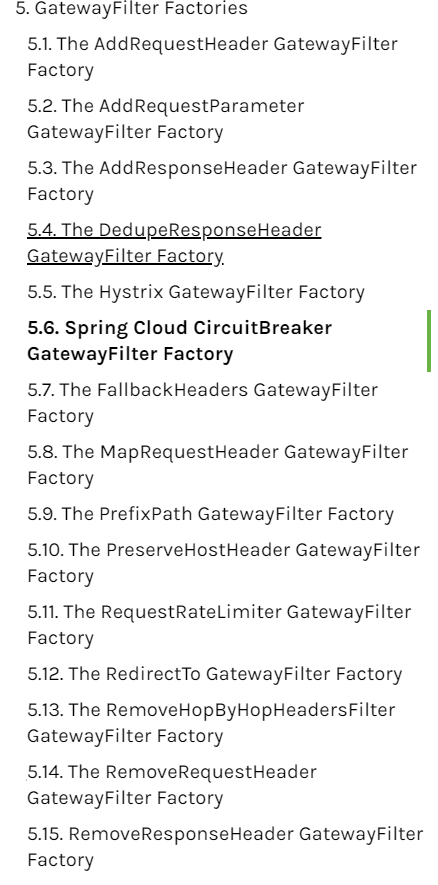 5. GatewayFilter Factories
5.1. The AddRequestHeader GatewayFilter
Factory
5.2. The AddRequestParameter
GatewayFilter Factory
5.3. The AddResponseHeader GatewayFilter
Factory
5.4. The DedupeResponseHeader
GatewayFilter Factory
5.5. The Hystrix GatewayFilter Factory
5.6. Spring Cloud CircuitBreaker
GatewayFilter Factory
5.7. The FallbackHeaders GatewayFilter
Factory
5.8. The MapRequestHeader GatewayFilter
Factory
5.9. The PrefixPath GatewayFilter Factory
5.10. The PreserveHostHeader GatewayFilter
Factory
5.11. The RequestRateLimiter GatewayFilter
Factory
5.12. The RedirectTo GatewayFilter Factory
5.13. The RemoveHopByHopHeadersFilter
GatewayFilter Factory
5.14. The RemoveRequestHeader
GatewayFilter Factory
5.15. RemoveResponseHeader GatewayFilter
Factory